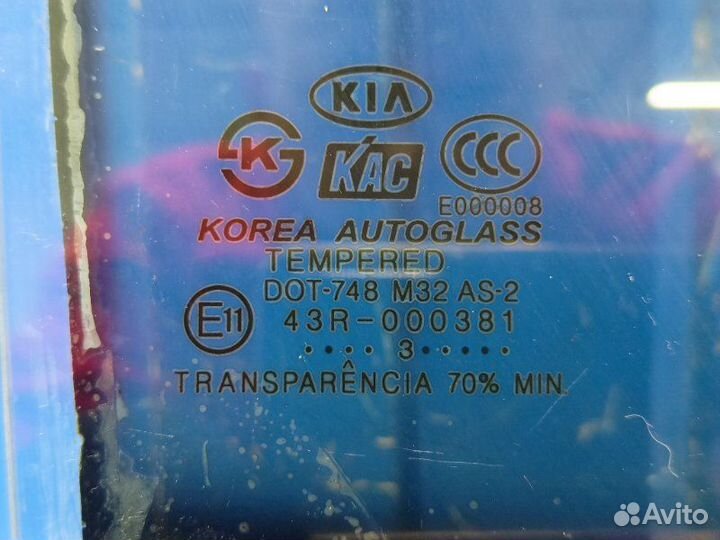 KIA
K
KAC
CCC
E000008
KOREA AUTOGLASS
TEMPERED
DOT-748 M32 AS-2
E11
43R-000381
.... 3 ......
TRANSPARÊNCIA 70% MIN.
Avito